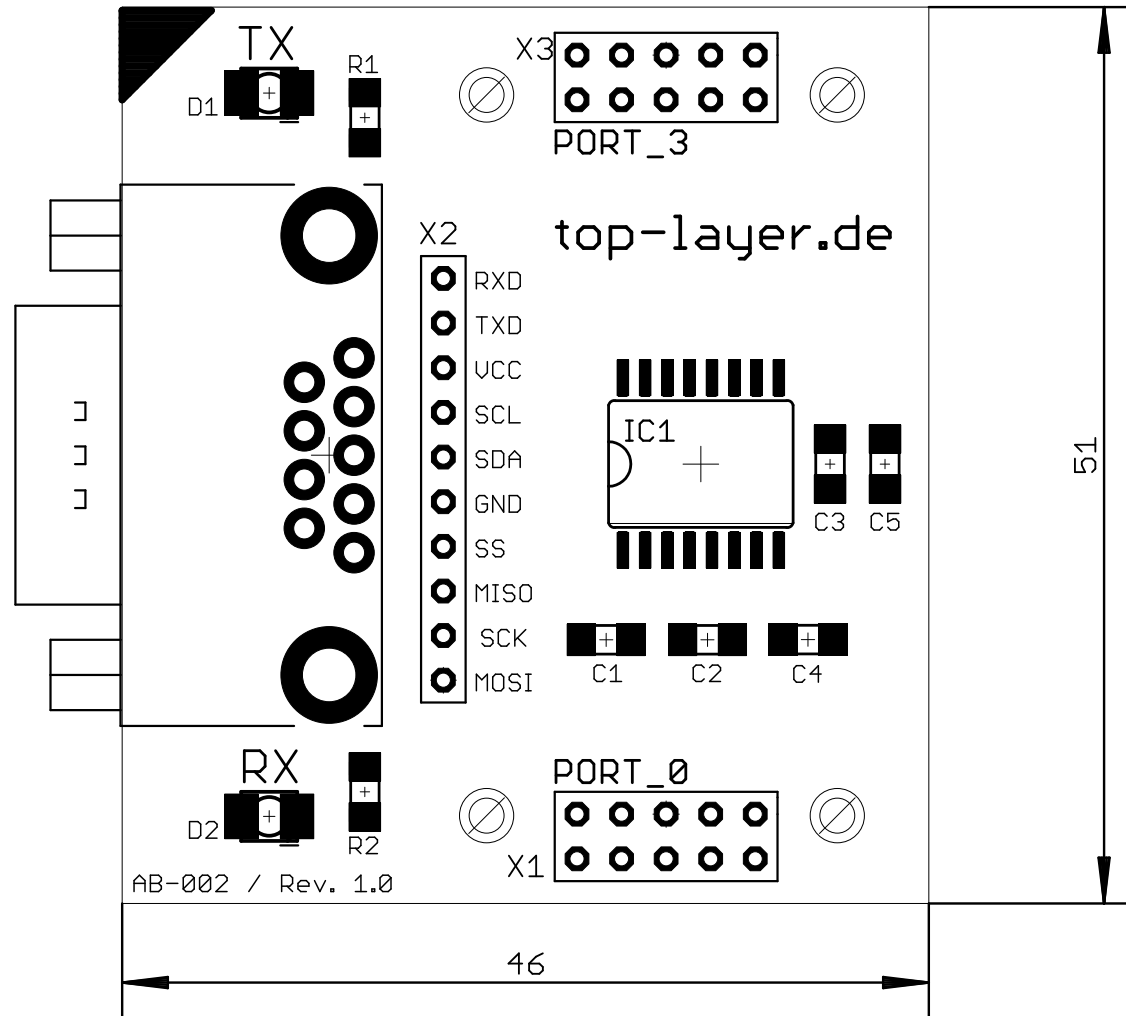 TX
X3
R1
D1
PORT_3
top-layer.de
X2
RXD
TXD
VCC
SCL
IC1
51
SDA
GND
C3
C5
SS
MISO
SCK
C1
C2
C4
MOSI
RX
PORT_0
D2
R2
X1
AB-002 / Rev. 1.0
46